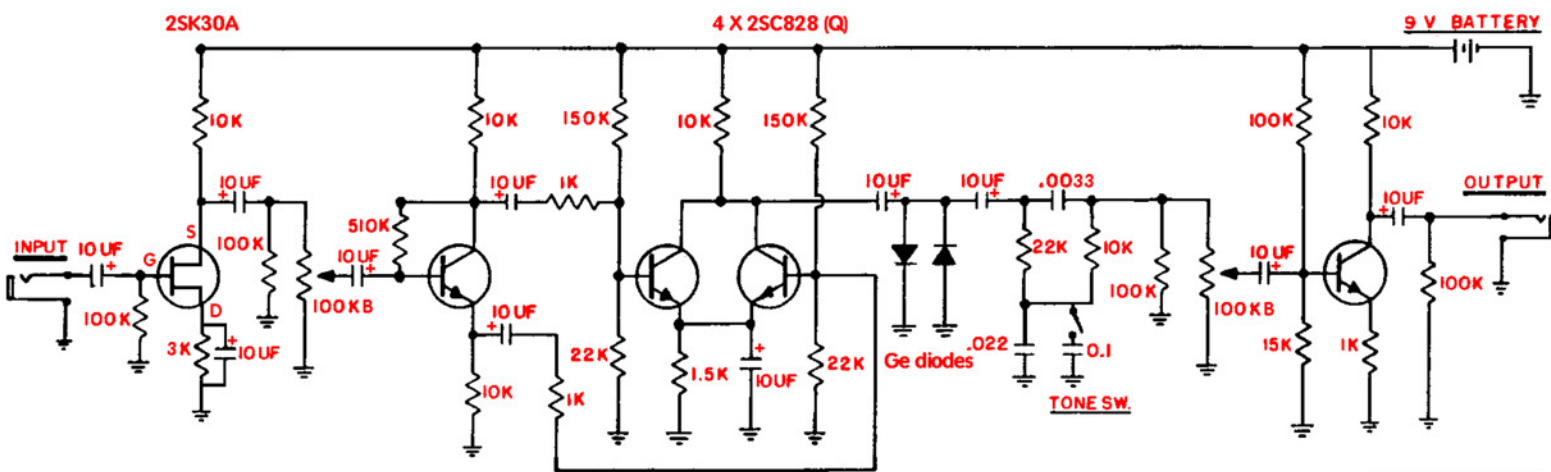 2SK30A
4 X 2SC828 (Q)
9 V BATTERY
10K
10K
150K
10K
150K
100K
10K
10UF
+
10UF
+
1K
10UF
+
10UF
+
.0033
OUTPUT
10UF
+
S
510K
INPUT
10UF
+
G
100K
10UF
+
22K
10K
10UF
+
100K
100KB
100K
100KB
100K
D
100K
10UF
+
3K
+
10UF
22K
+
Ge diodes
.022
0.1
15K
1K
10K
1K
1.5K
10UF
22K
TONE SW.